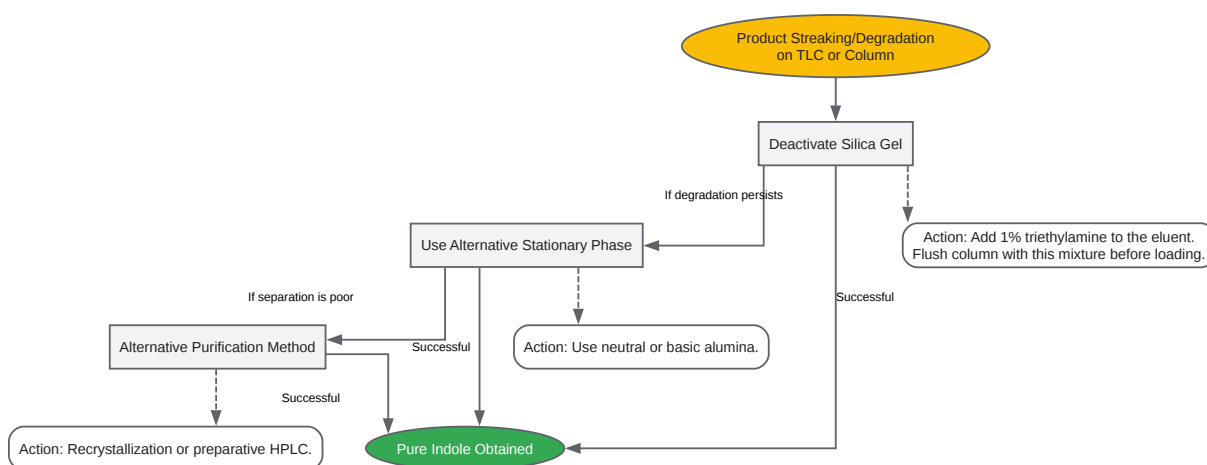 Product Streaking/Degradation
on TLC or Column
Deactivate Silica Gel
If degradation persists
Action: Add 1% triethylamine to the eluent.
Flush column with this mixture before loading.
Use Alternative Stationary Phase
If separation is poor
Successful
Alternative Purification Method
Successful
Action: Use neutral or basic alumina.
Successful
Action: Recrystallization or preparative HPLC.
Pure Indole Obtained